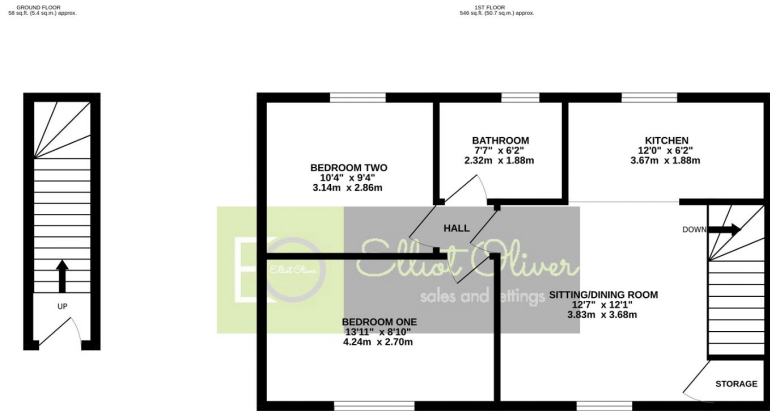 GROUND FLOOR
58 sq.ft. (5.4 sq.m.) approx.
1ST FLOOR
546 sq.ft. (50.7 sq.m.) approx.
BEDROOM TWO
10'4" x 9'4"
3.14m x 2.86m
BATHROOM
7'7" x 6'2"
2.32m x 1.88m
KITCHEN
12'0" x 6'2"
3.67m x 1.88m
HALL
DOWN
UP
EO
Elliot Oliver
Elliot Oliver
sales and lettings
SITTING/DINING ROOM
12'7" x 12'1"
3.83m x 3.68m
BEDROOM ONE
13'11" x 8'10"
4.24m x 2.70m
STORAGE